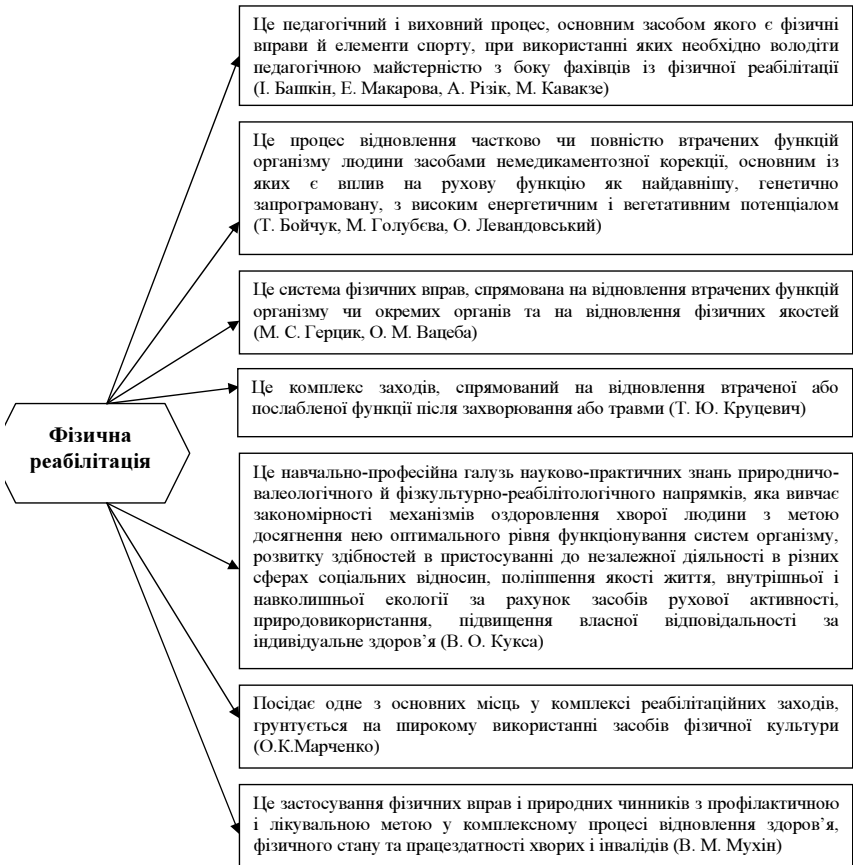 Це педагогічний і виховний процес, основним засобом якого є фізичні
вправи й елементи спорту, при використанні яких необхідно володіти
педагогічною майстерністю з боку фахівців із фізичної реабілітації
(І. Башкін, Е. Макарова, А. Різік, М. Кавакзе)
Це процес відновлення частково чи повністю втрачених функцій
організму людини засобами немедикаментозної корекції, основним із
яких є вплив на рухову функцію як найдавнішу, генетично
запрограмовану, з високим енергетичним і вегетативним потенціалом
(Т. Бойчук, М. Голубєва, О. Левандовський)
Це система фізичних вправ, спрямована на відновлення втрачених функцій
організму чи окремих органів та на відновлення фізичних якостей
(М. С. Герцик, О. М. Вацеба)
Це комплекс заходів, спрямований на відновлення втраченої або
послабленої функції після захворювання або травми (Т. Ю. Круцевич)
Фізична
реабілітація
Це навчально-професійна галузь науково-практичних знань природничо-
валеологічного й фізкультурно-реабілітологічного напрямків, яка вивчає
закономірності механізмів оздоровлення хворої людини з метою
досягнення нею оптимального рівня функціонування систем організму,
розвитку здібностей в пристосуванні до незалежної діяльності в різних
сферах соціальних відносин, поліпшення якості життя, внутрішньої і
навколишньої екології за рахунок засобів рухової активності,
природовикористання, підвищення власної відповідальності за
індивідуальне здоров’я (В. О. Кукса)
Посідає одне з основних місць у комплексі реабілітаційних заходів,
грунтується на широкому використанні засобів фізичної культури
(О.К.Марченко)
Це застосування фізичних вправ і природних чинників з профілактичною
і лікувальною метою у комплексному процесі відновлення здоров’я,
фізичного стану та працездатності хворих і інвалідів (В. М. Мухін)